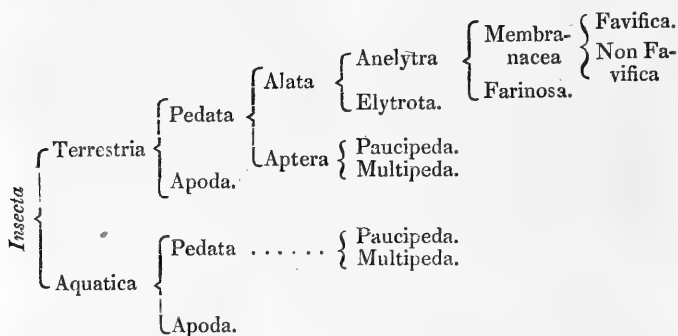 Favifica.
Membra-
nacea
Non Fa-
vifica
Anelytra
Alata
Farinosa.
Elytrota.
Pedata
Terrestria
Paucipeda.
Aptera
Multipeda.
Apoda.
Insecta
Paucipeda.
Pedata ......
Multipeda.
Aquatica
Apoda.